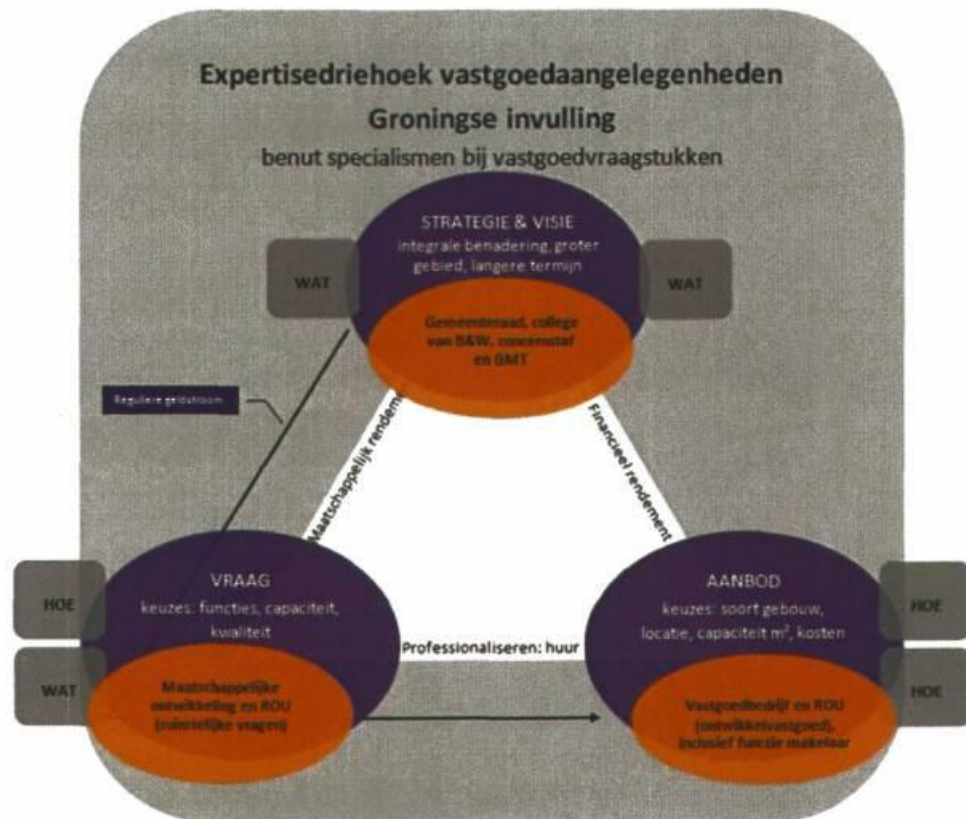 Expertisedriehoek vastgoedaangelegenheden
Groningse invulling
benut specialismen bij vastgoedvraagstukken
STRATEGIE & VISIE
integrale benadering, groter
gebied, langere termijn
WAT
WAT
Gemeenteraad, college
van B&W, concernstaf
en GMT
Reguliere geldstroom
Maatschappelijk rendeme
Financieel rendement
VRAAG
keuzes: functies, capaciteit,
kwaliteit
HOE
WAT
Maatschappelijke
ontwikkeling en ROU
(ruimtelijke vragen)
Professionaliseren: huur
AANBOD
keuzes: soort gebouw,
locatie, capaciteit m², kosten
HOE
HOE
Vastgoedbedrijf en ROU
(ontwikkelvastgoed),
inclusief functie makelaar